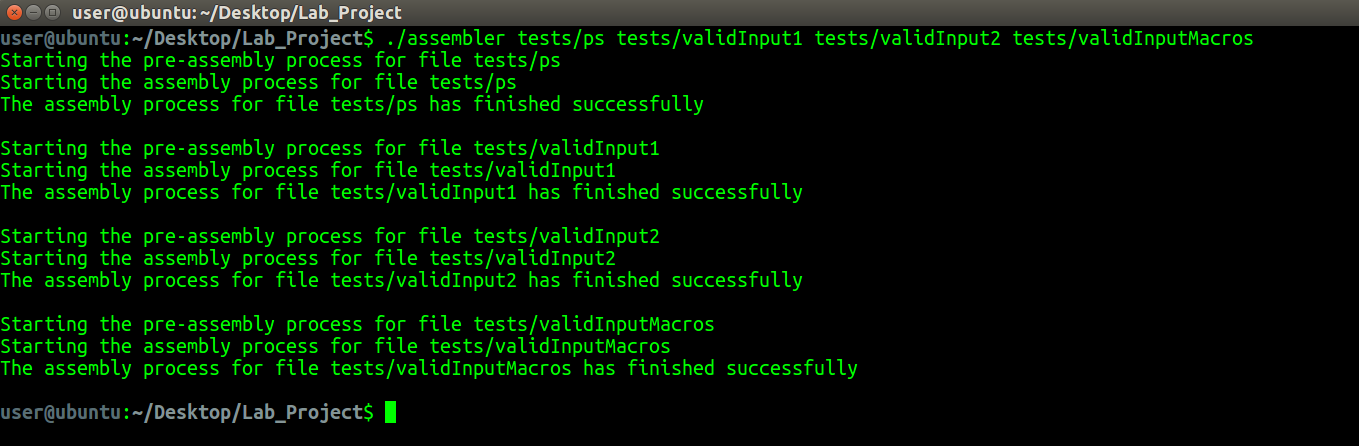 user@ubuntu: ~/Desktop/Lab_Project
user@ubuntu:~/Desktop/Lab_Project$ ./assembler tests/ps tests/validInput1 tests/validInput2 tests/validInputMacros
Starting the pre-assembly process for file tests/ps
Starting the assembly process for file tests/ps
The assembly process for file tests/ps has finished successfully
Starting the pre-assembly process for file tests/validInput1
Starting the assembly process for file tests/validInput1
The assembly process for file tests/validInput1 has finished successfully
Starting the pre-assembly process for file tests/validInput2
Starting the assembly process for file tests/validInput2
The assembly process for file tests/validInput2 has finished successfully
Starting the pre-assembly process for file tests/validInputMacros
Starting the assembly process for file tests/validInputMacros
The assembly process for file tests/validInputMacros has finished successfully
user@ubuntu:~/Desktop/Lab_Project$